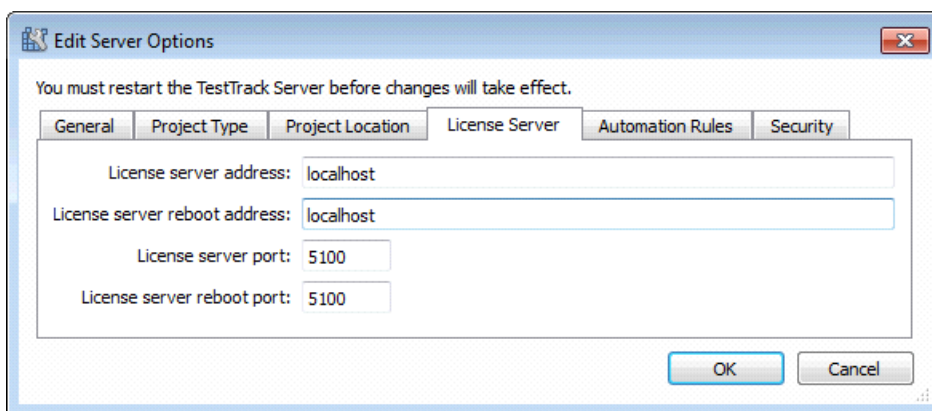 Edit Server Options
You must restart the TestTrack Server before changes will take effect.
General Project Type Project Location License Server Automation Rules Security
License server address: localhost
License server reboot address: localhost
License server port: 5100
License server reboot port: 5100
OK Cancel